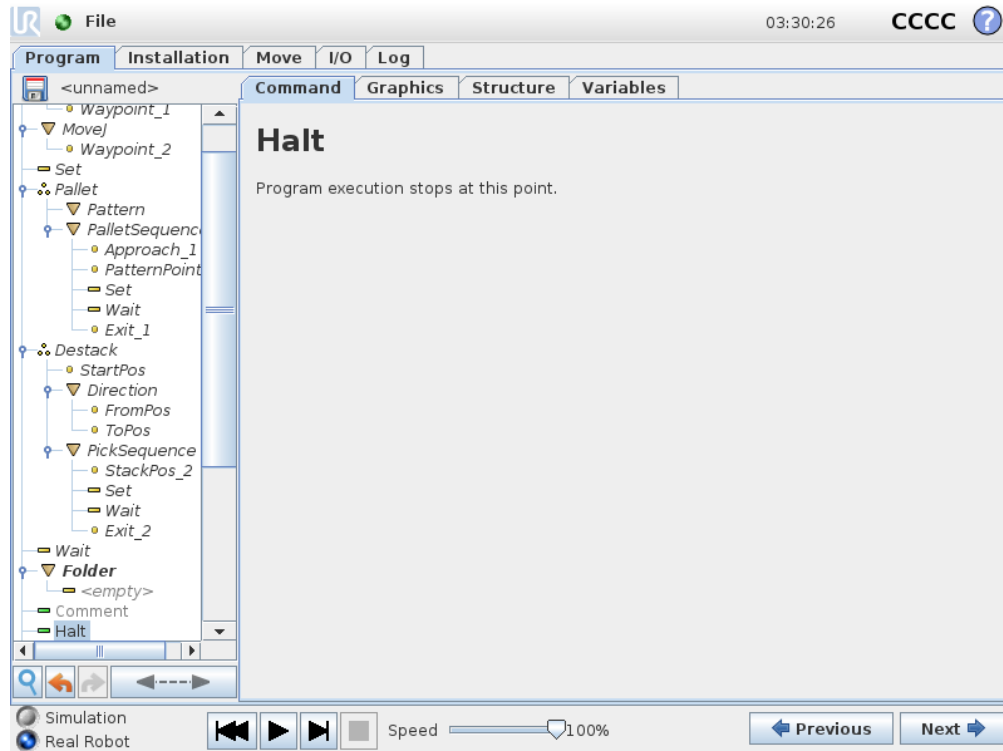 UR File 03:30:26 CCCC ?
Program Installation Move I/O Log
<unnamed>
Command Graphics Structure Variables
Waypoint_1
MoveJ
Waypoint_2
Set
Pallet
Pattern
PalletSequenc
Approach_1
PatternPoint
Set
Wait
Exit_1
Destack
StartPos
Direction
FromPos
ToPos
PickSequence
StackPos_2
Set
Wait
Exit_2
Wait
Folder
<empty>
Comment
Halt
Halt
Program execution stops at this point.
Simulation
Real Robot
Speed 100%
Previous Next